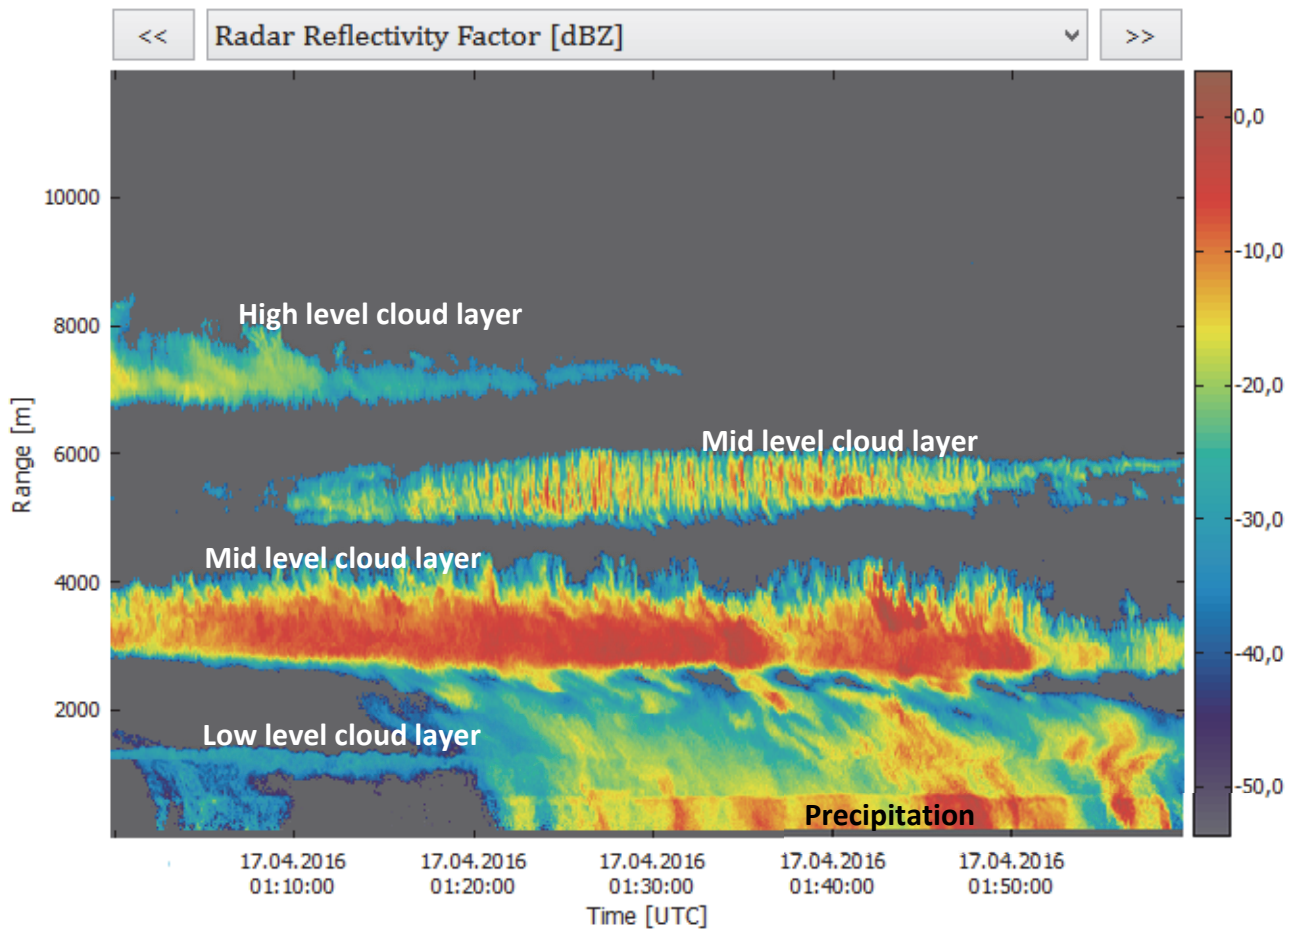 <<
Radar Reflectivity Factor [dBZ]
>>
0,0
10000
-10,0
High level cloud layer
8000
-20,0
Mid level cloud layer
6000
Range [m]
-30,0
Mid level cloud layer
4000
-40,0
2000
Low level cloud layer
-50,0
Precipitation
17.04.2016
01:10:00
17.04.2016
01:20:00
17.04.2016
01:30:00
17.04.2016
01:40:00
17.04.2016
01:50:00
Time [UTC]